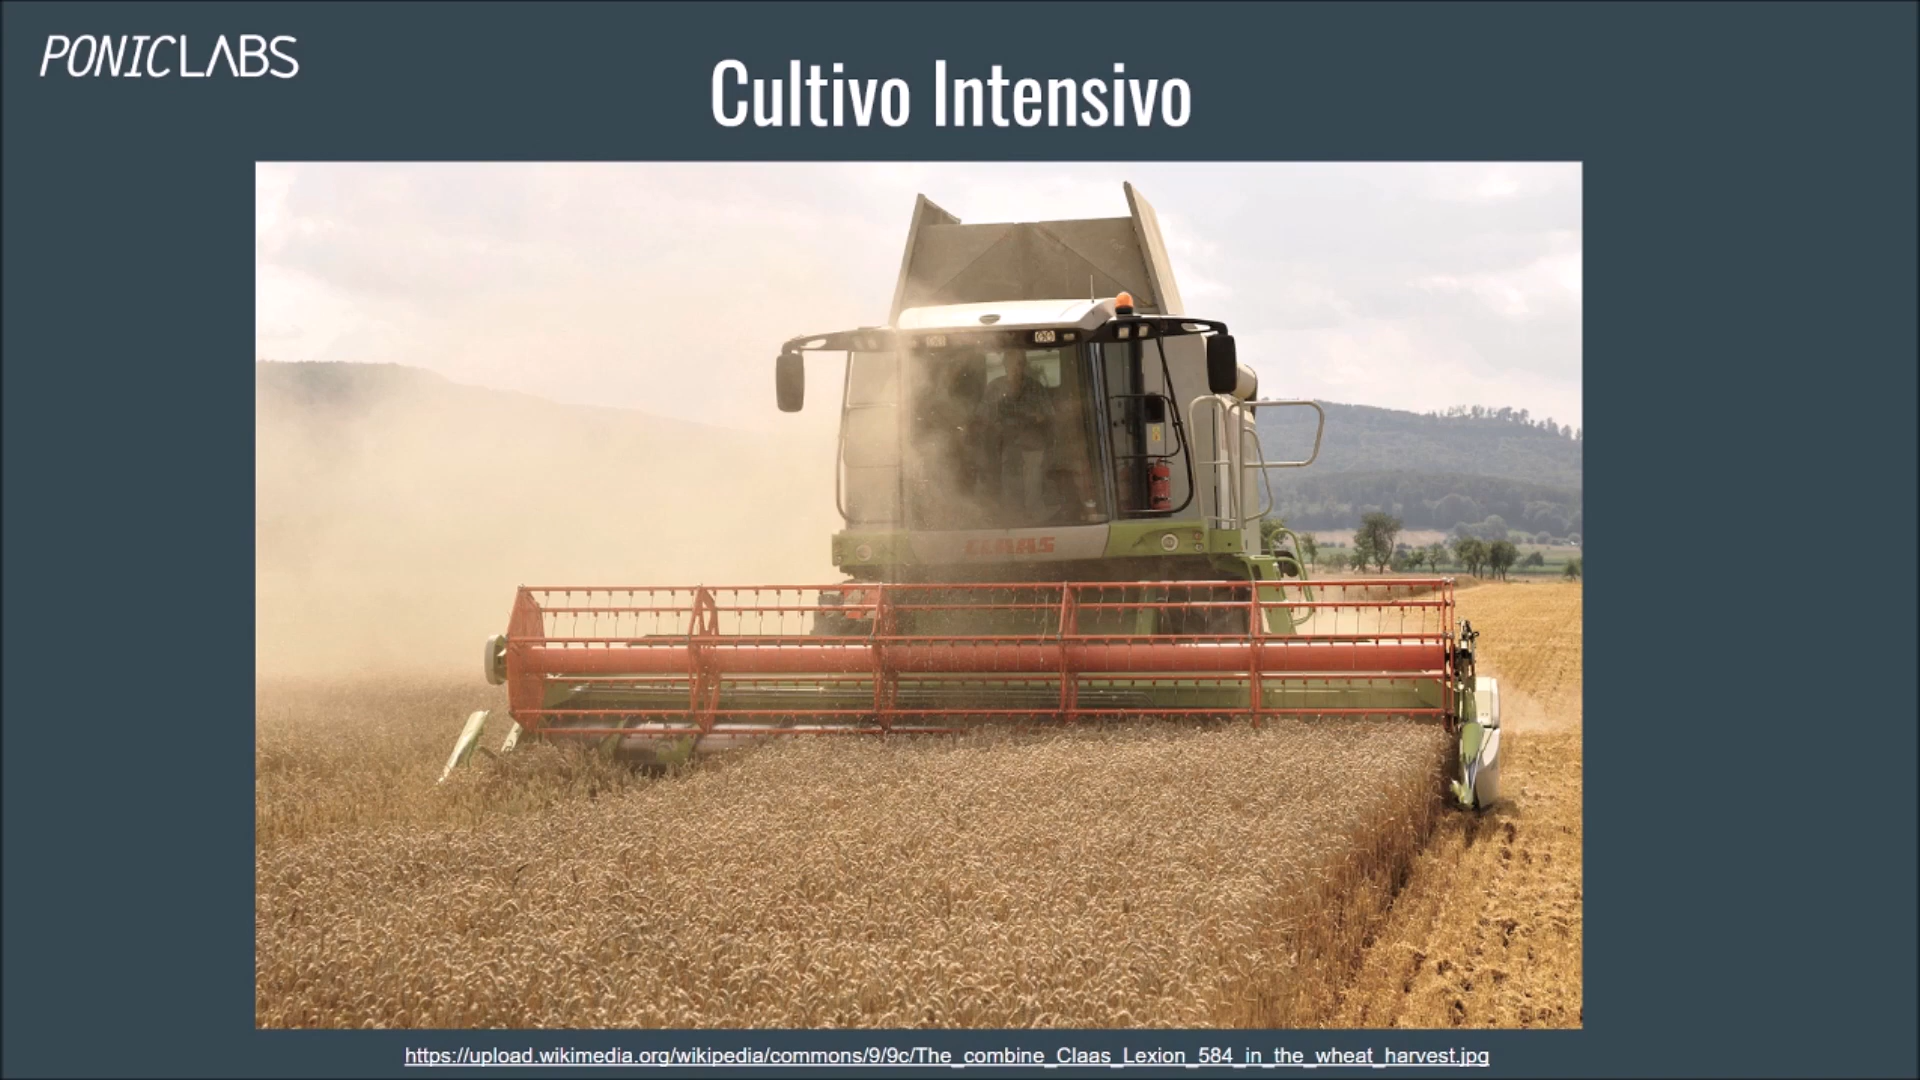 PONICLABS
Cultivo Intensivo
CLAAS
https://upload.wikimedia.org/wikipedia/commons/9/9c/The_combine_Claas_Lexion_584_in_the_wheat_harvest.jpg